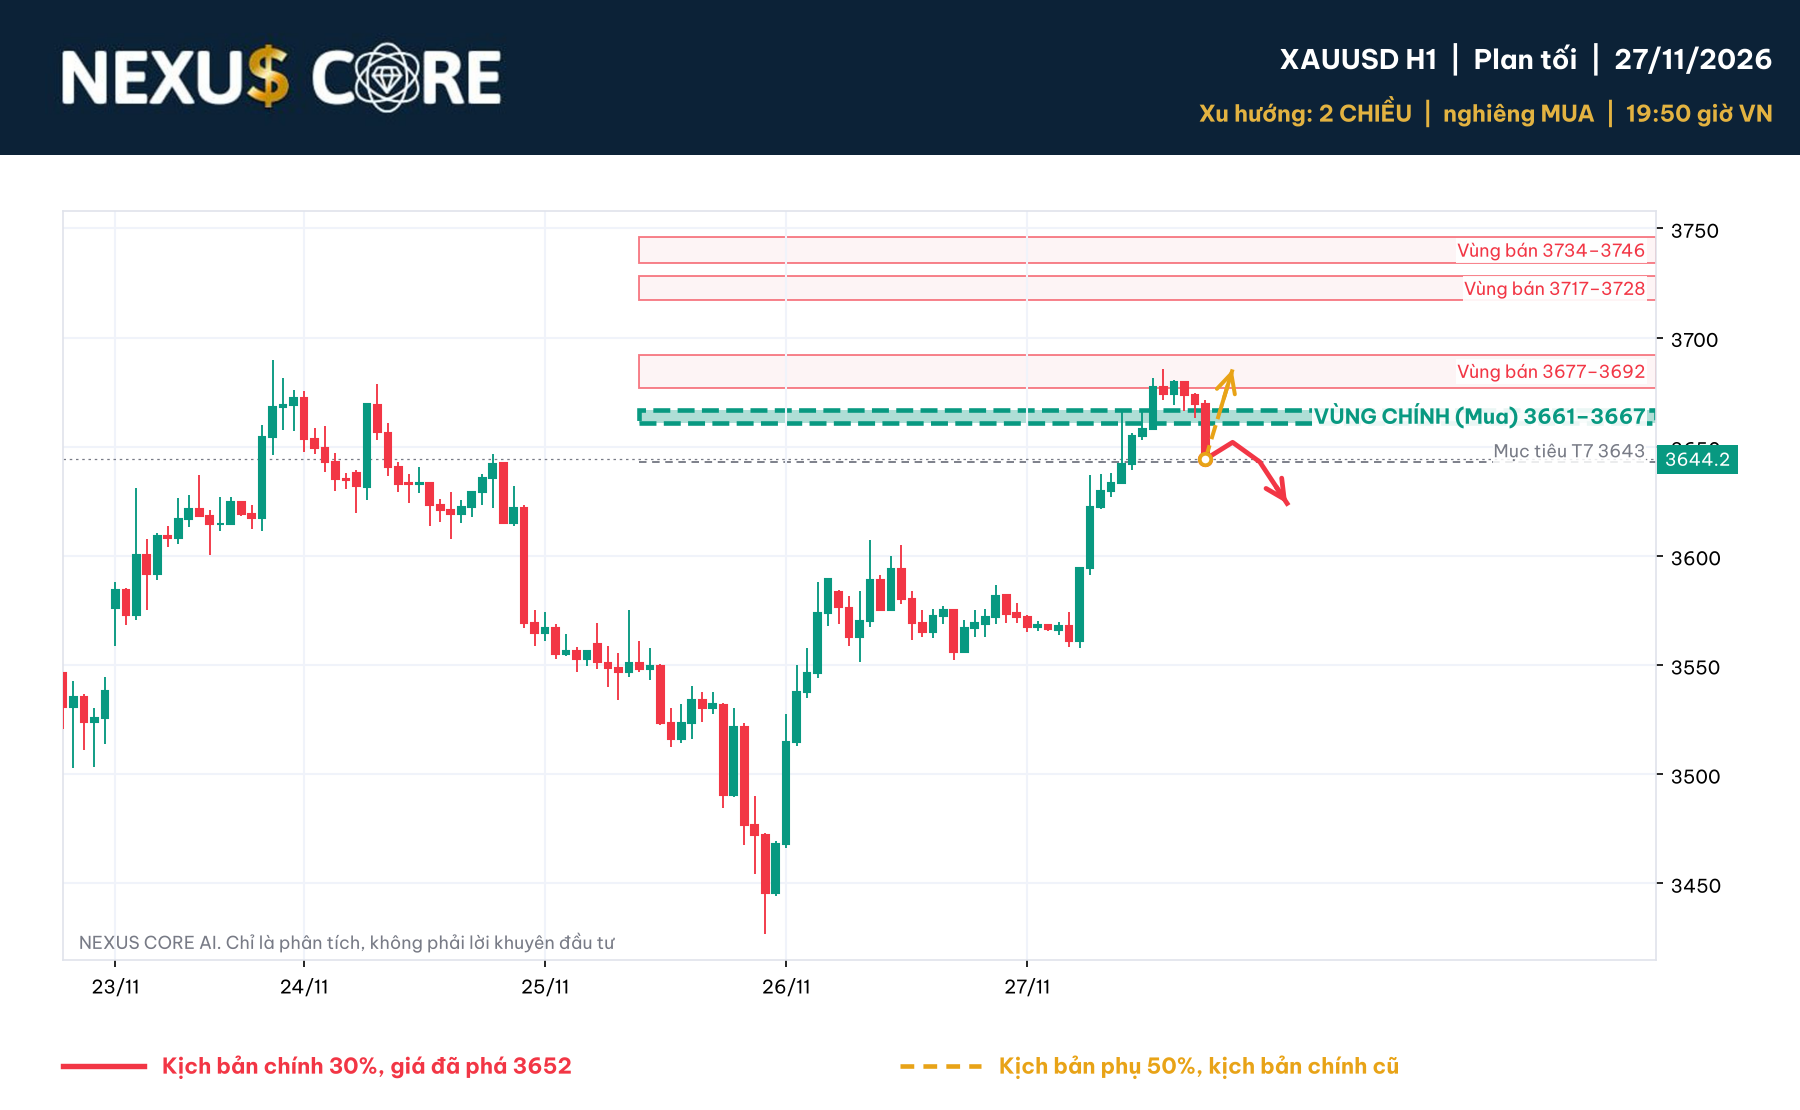 NEXU$ CORE
XAUUSD H1 | Plan tối | 27/11/2026
Xu hướng: 2 CHIỀU | nghiêng MUA | 19:50 giờ VN
3750
Vùng bán 3734–3746
Vùng bán 3717–3728
3700
Vùng bán 3677–3692
VÙNG CHÍNH (Mua) 3661–3667
Mục tiêu T7 3643
3644.2
3600
3550
3500
3450
NEXUS CORE AI. Chỉ là phân tích, không phải lời khuyên đầu tư
23/11
24/11
25/11
26/11
27/11
Kịch bản chính 30%, giá đã phá 3652
Kịch bản phụ 50%, kịch bản chính cũ